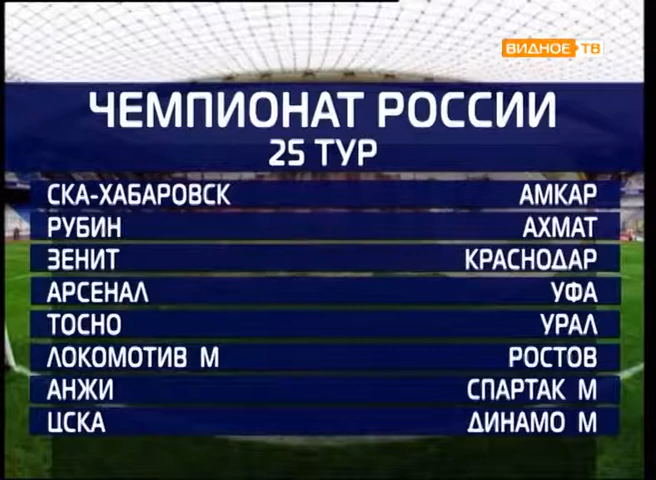 ВИДНОЕ ТВ
ЧЕМПИОНАТ РОССИИ
25 ТУР
СКА-ХАБАРОВСК АМКАР
РУБИН АХМАТ
ЗЕНИТ КРАСНОДАР
АРСЕНАЛ УФА
ТОСНО УРАЛ
ЛОКОМОТИВ М РОСТОВ
АНЖИ СПАРТАК М
ЦСКА ДИНАМО М